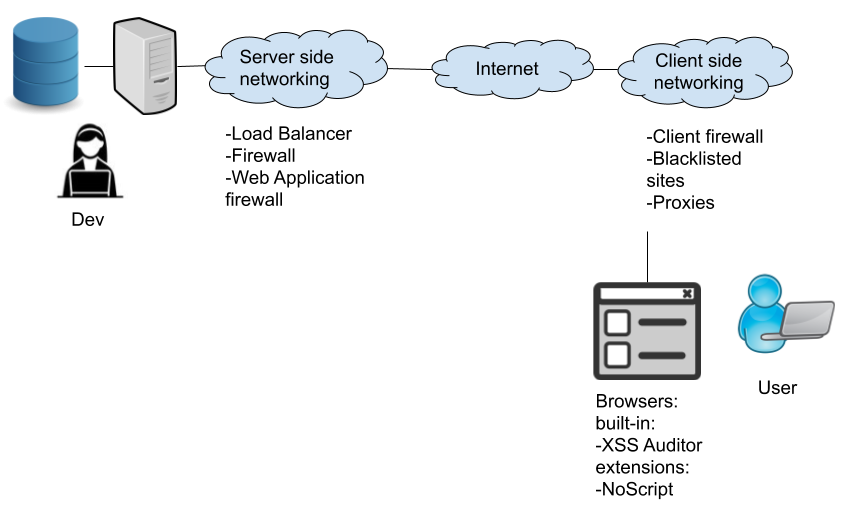 Server side
networking
Internet
Client side
networking
-Load Balancer
-Firewall
-Web Application
firewall
-Client firewall
-Blacklisted
sites
-Proxies
Dev
User
Browsers:
built-in:
-XSS Auditor
extensions:
-NoScript